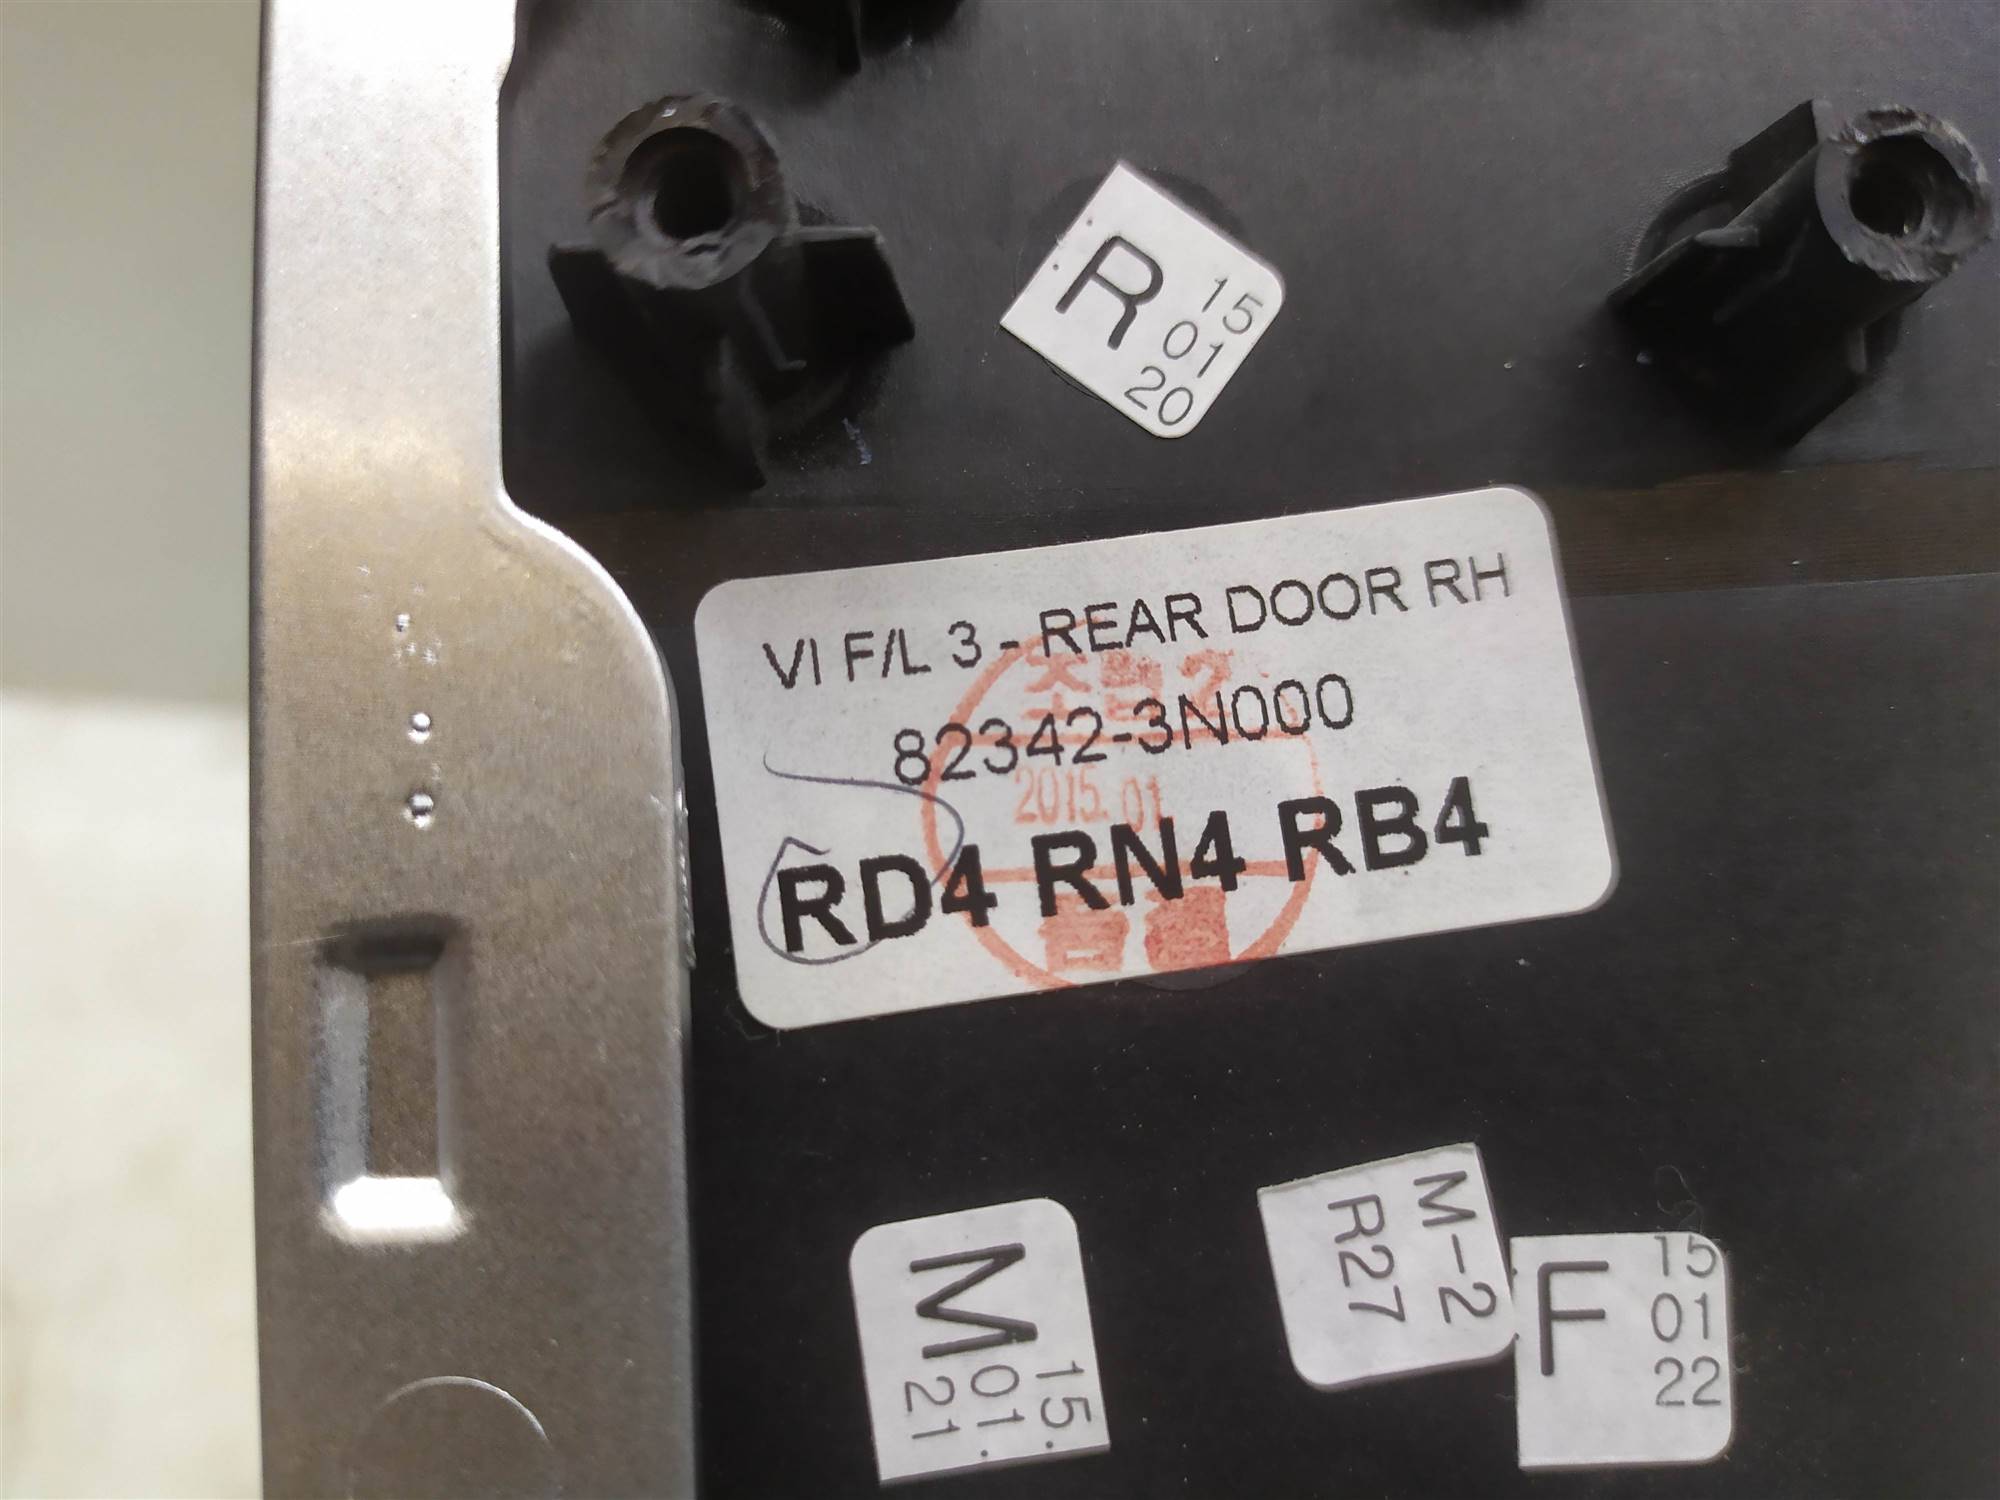 R
15
01
20
VI F/L 3 - REAR DOOR RH
82342-3N000
2015. 01
RD4 RN4 RB4
M
15.
01.
21
M-2
R27
F
15
01
22